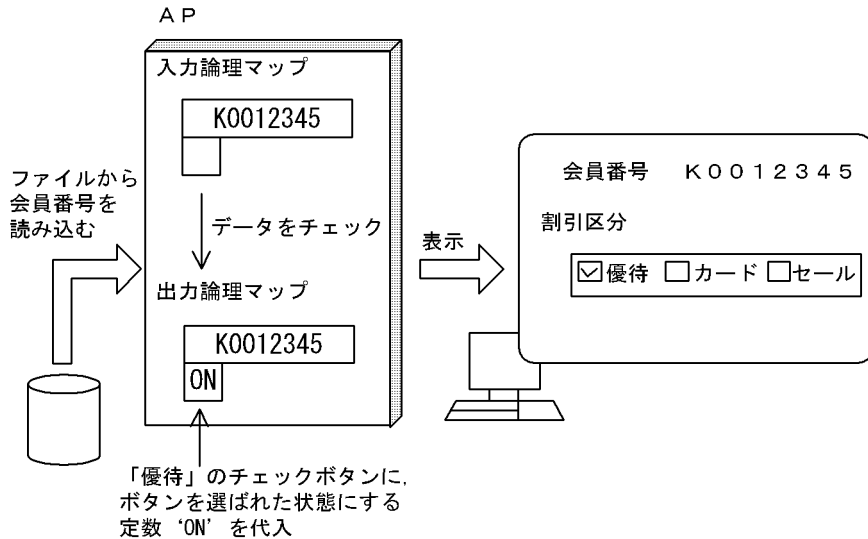 ＡＰ
入力論理マップ
K0012345
ファイルから
会員番号を
読み込む
データをチェック
出力論理マップ
K0012345
ON
表示
会員番号　Ｋ００１２３４５
割引区分
優待 カード セール
「優待」のチェックボタンに，
ボタンを選ばれた状態にする
定数‘ON’を代入